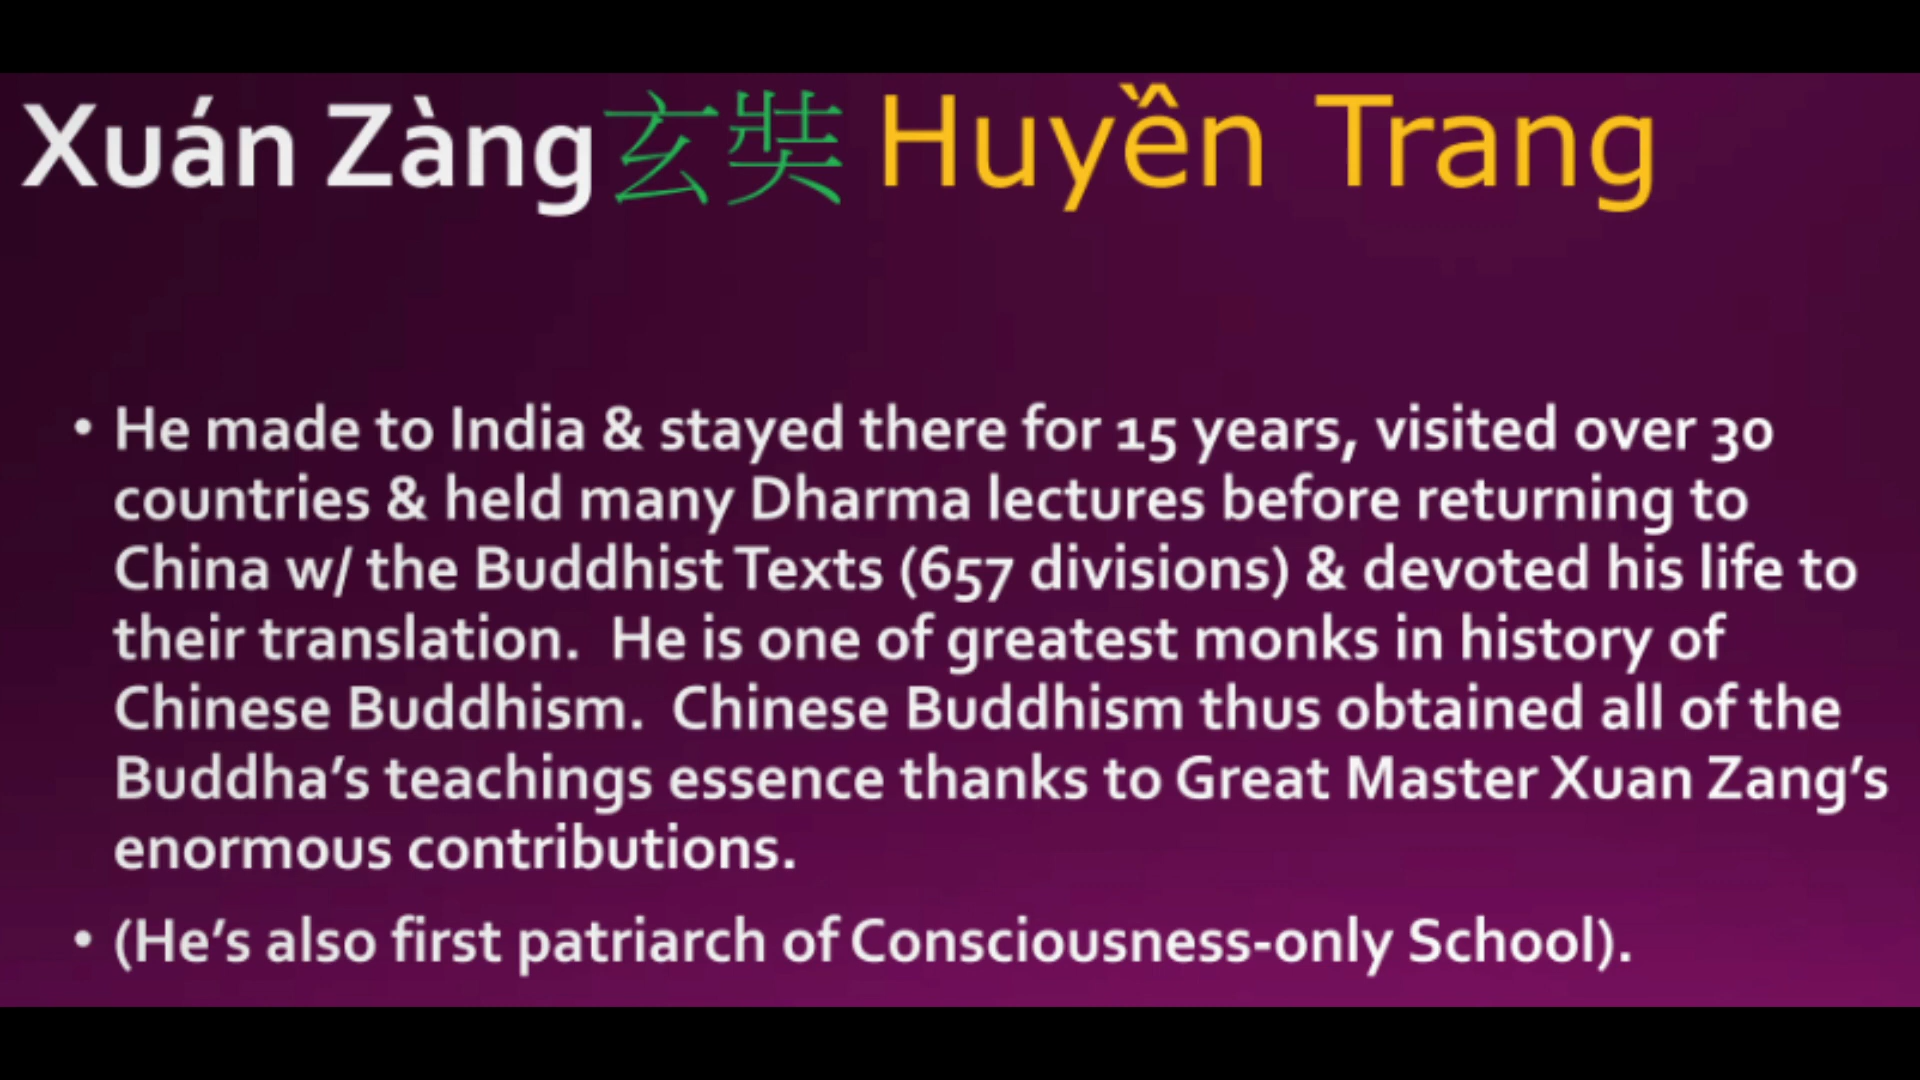 Xuán Zàng玄奘 Huyền Trang
• He made to India & stayed there for 15 years, visited over 30
countries & held many Dharma lectures before returning to
China w/ the Buddhist Texts (657 divisions) & devoted his life to
their translation. He is one of greatest monks in history of
Chinese Buddhism. Chinese Buddhism thus obtained all of the
Buddha’s teachings essence thanks to Great Master Xuan Zang’s
enormous contributions.
• (He’s also first patriarch of Consciousness-only School).